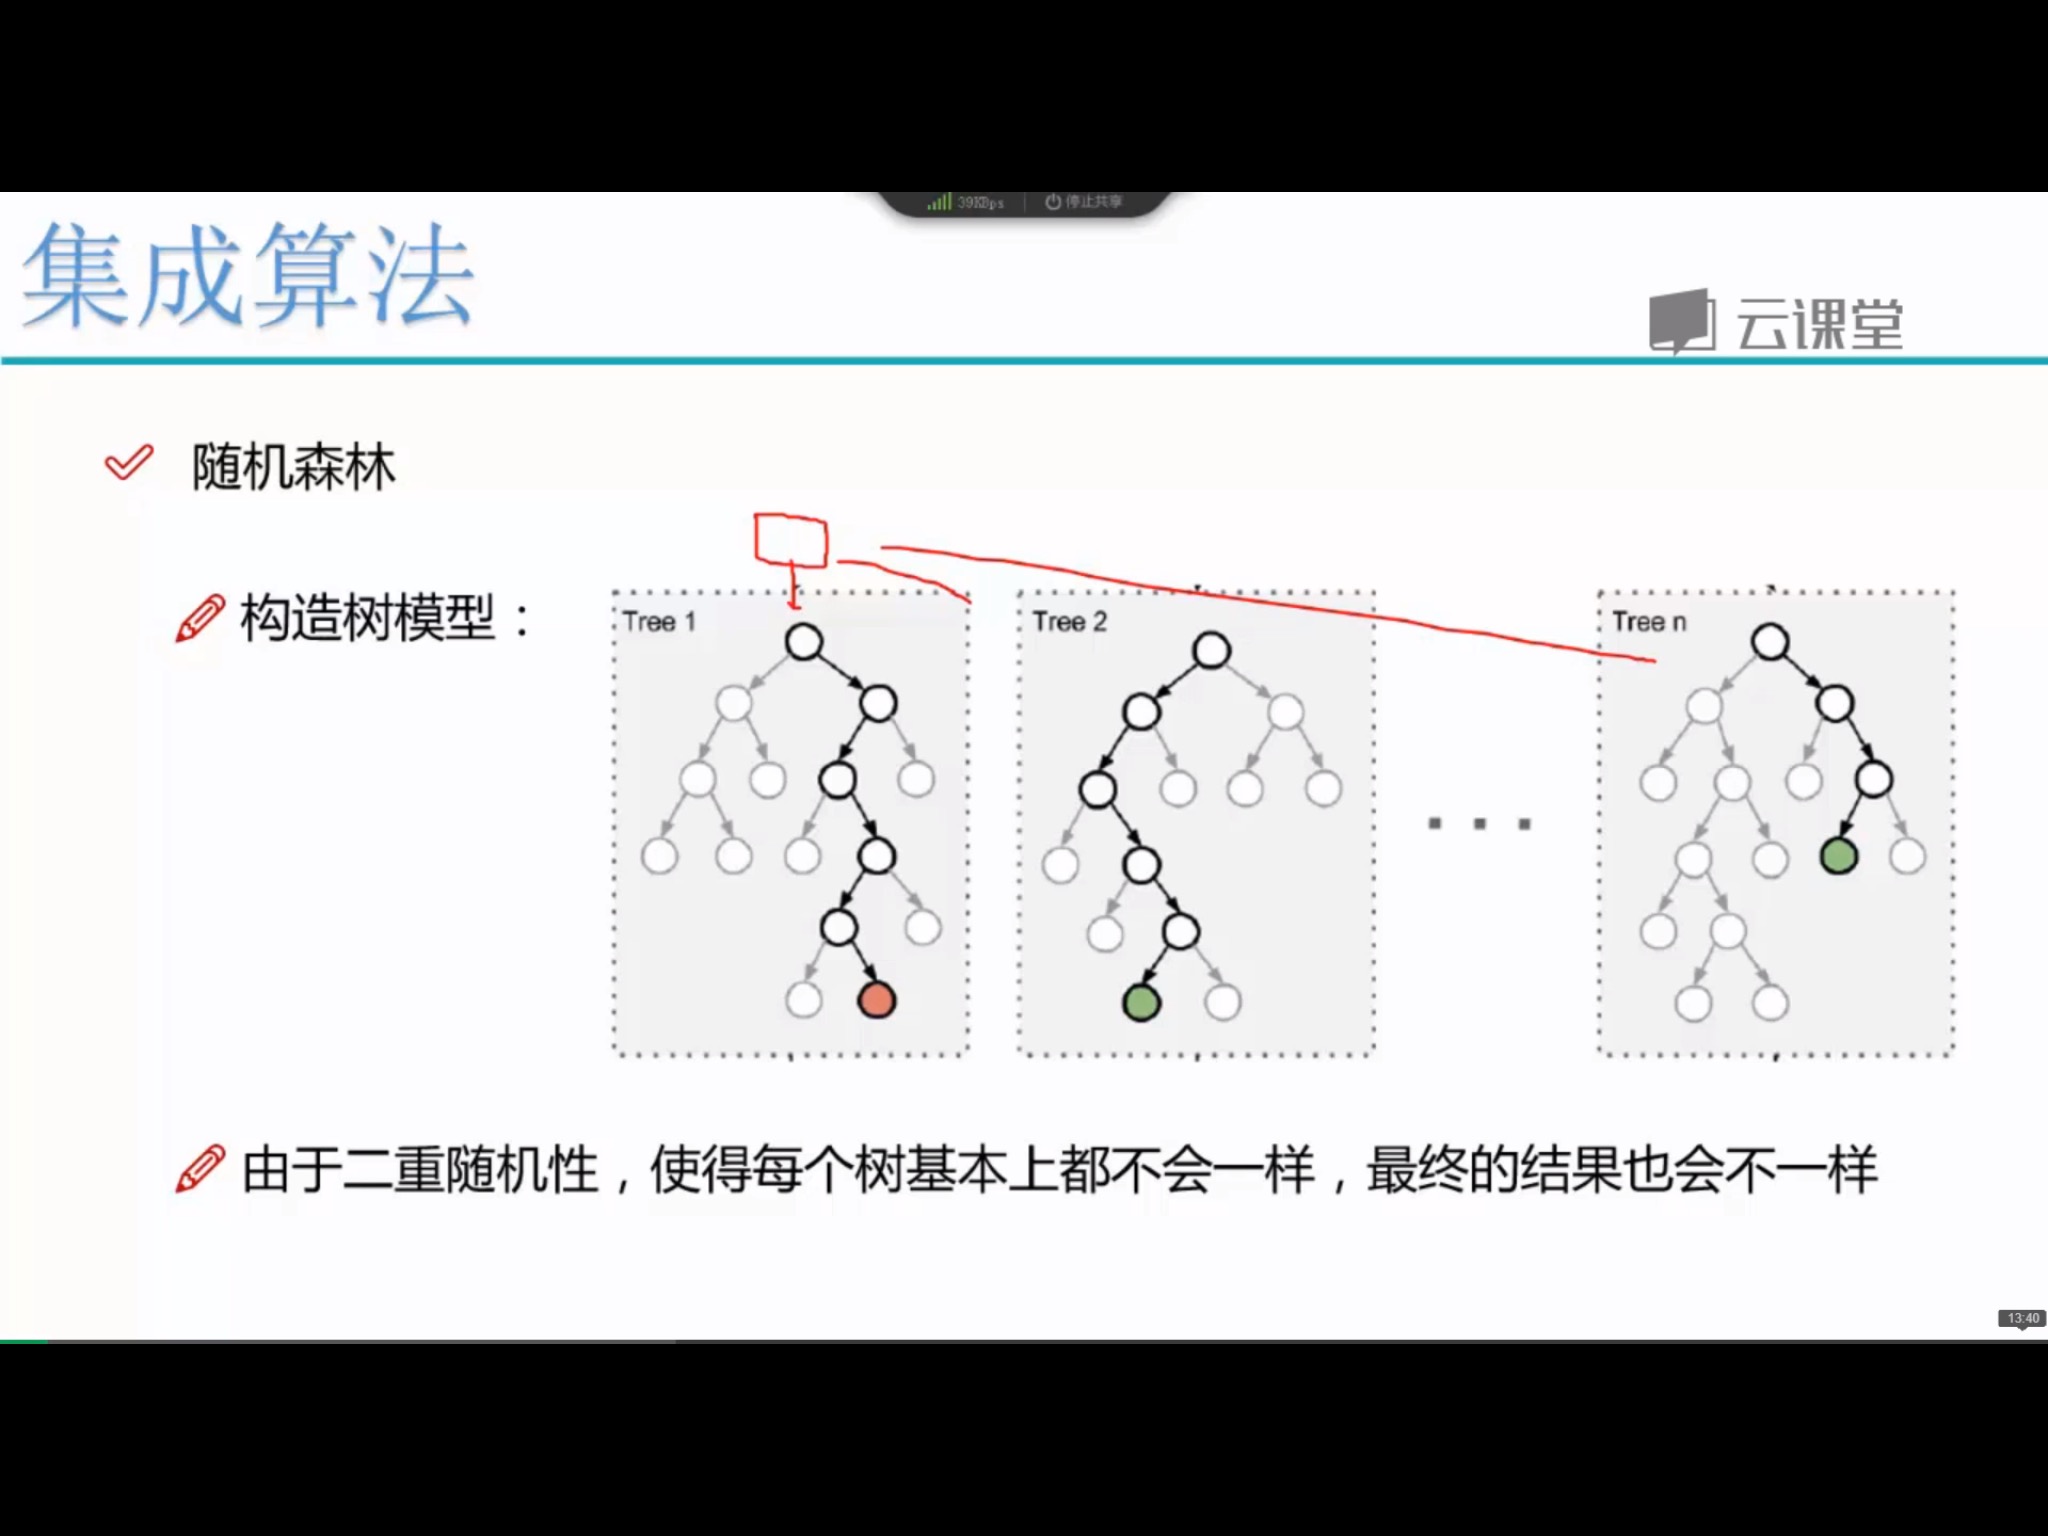 39KBps 停止共享
集成算法
云课堂
随机森林
构造树模型：
Tree 1
Tree 2
Tree n
由于二重随机性，使得每个树基本上都不会一样，最终的结果也会不一样
13:40